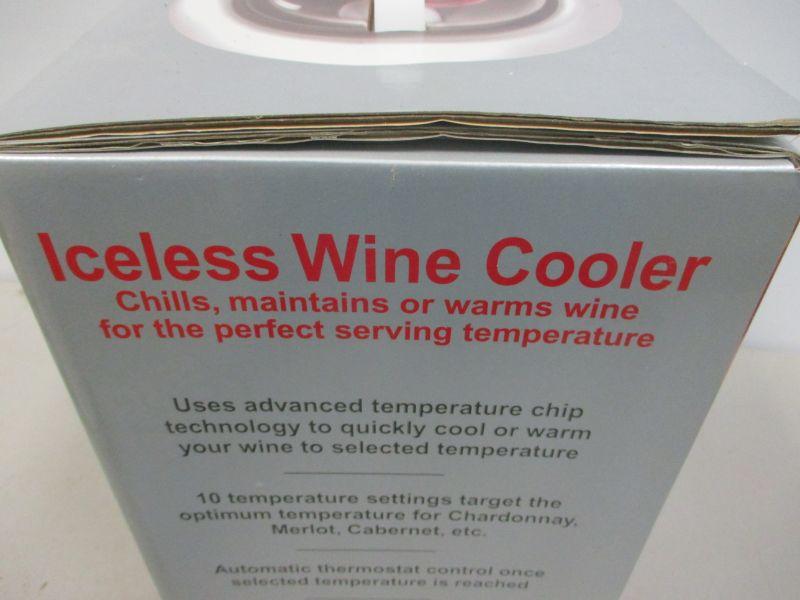 Iceless Wine Cooler
Chills, maintains or warms wine
for the perfect serving temperature
Uses advanced temperature chip
technology to quickly cool or warm
your wine to selected temperature
10 temperature settings target the
optimum temperature for Chardonnay,
Merlot, Cabernet, etc.
Automatic thermostat control once
selected temperature is reached